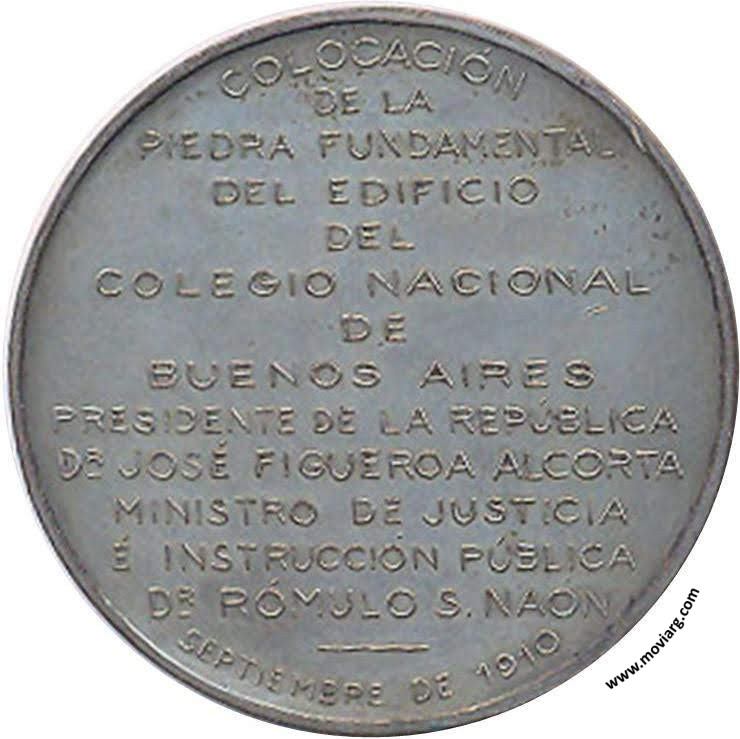 COLOCACIÓN
DE LA
PIEDRA FUNDAMENTAL
DEL EDIFICIO
DEL
COLEGIO NACIONAL
DE
BUENOS AIRES
PRESIDENTE DE LA REPÚBLICA
DR JOSÉ FIGUEROA ALCORTA
MINISTRO DE JUSTICIA
É INSTRUCCIÓN PÚBLICA
DR RÓMULO S. NAON
SEPTIEMBRE DE 1910
www.moviarg.com